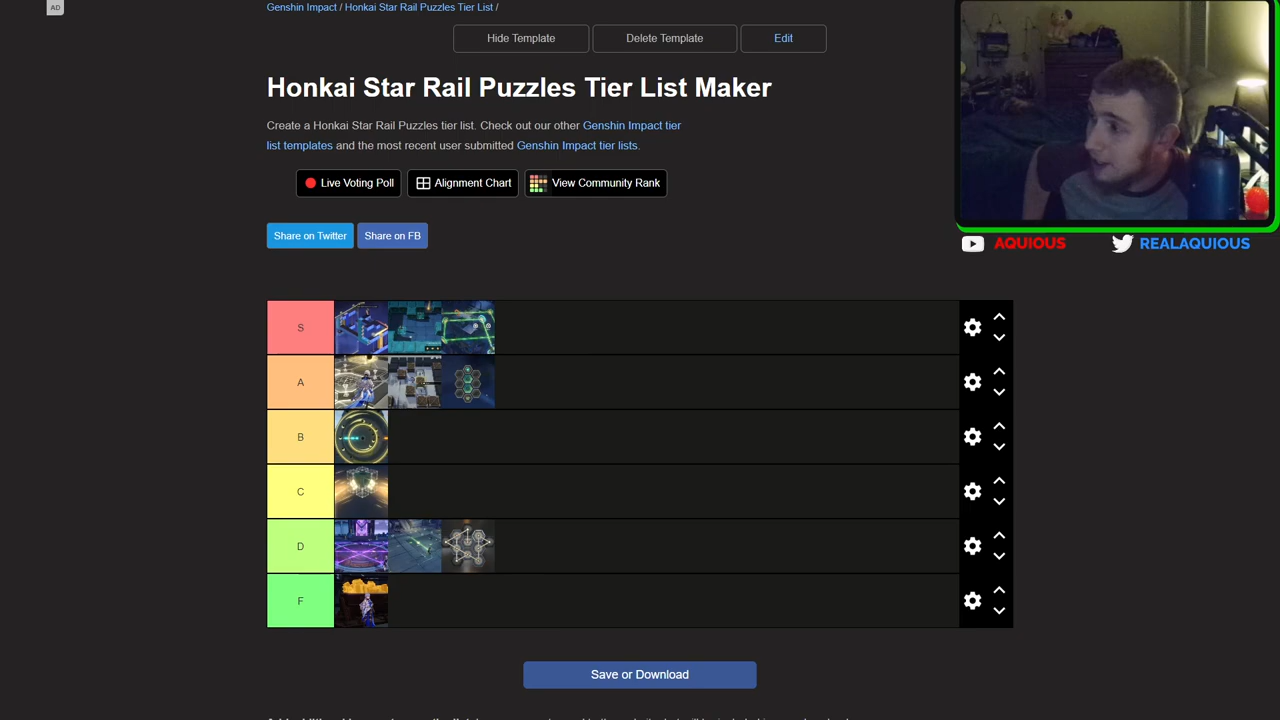 AD
Genshin Impact / Honkai Star Rail Puzzles Tier List /
Hide Template
Delete Template
Edit
Honkai Star Rail Puzzles Tier List Maker
Create a Honkai Star Rail Puzzles tier list. Check out our other Genshin Impact tier
list templates and the most recent user submitted Genshin Impact tier lists.
Live Voting Poll
Alignment Chart
View Community Rank
Share on Twitter
Share on FB
AQUIOUS
REALAQUIOUS
S
A
B
C
D
F
Save or Download